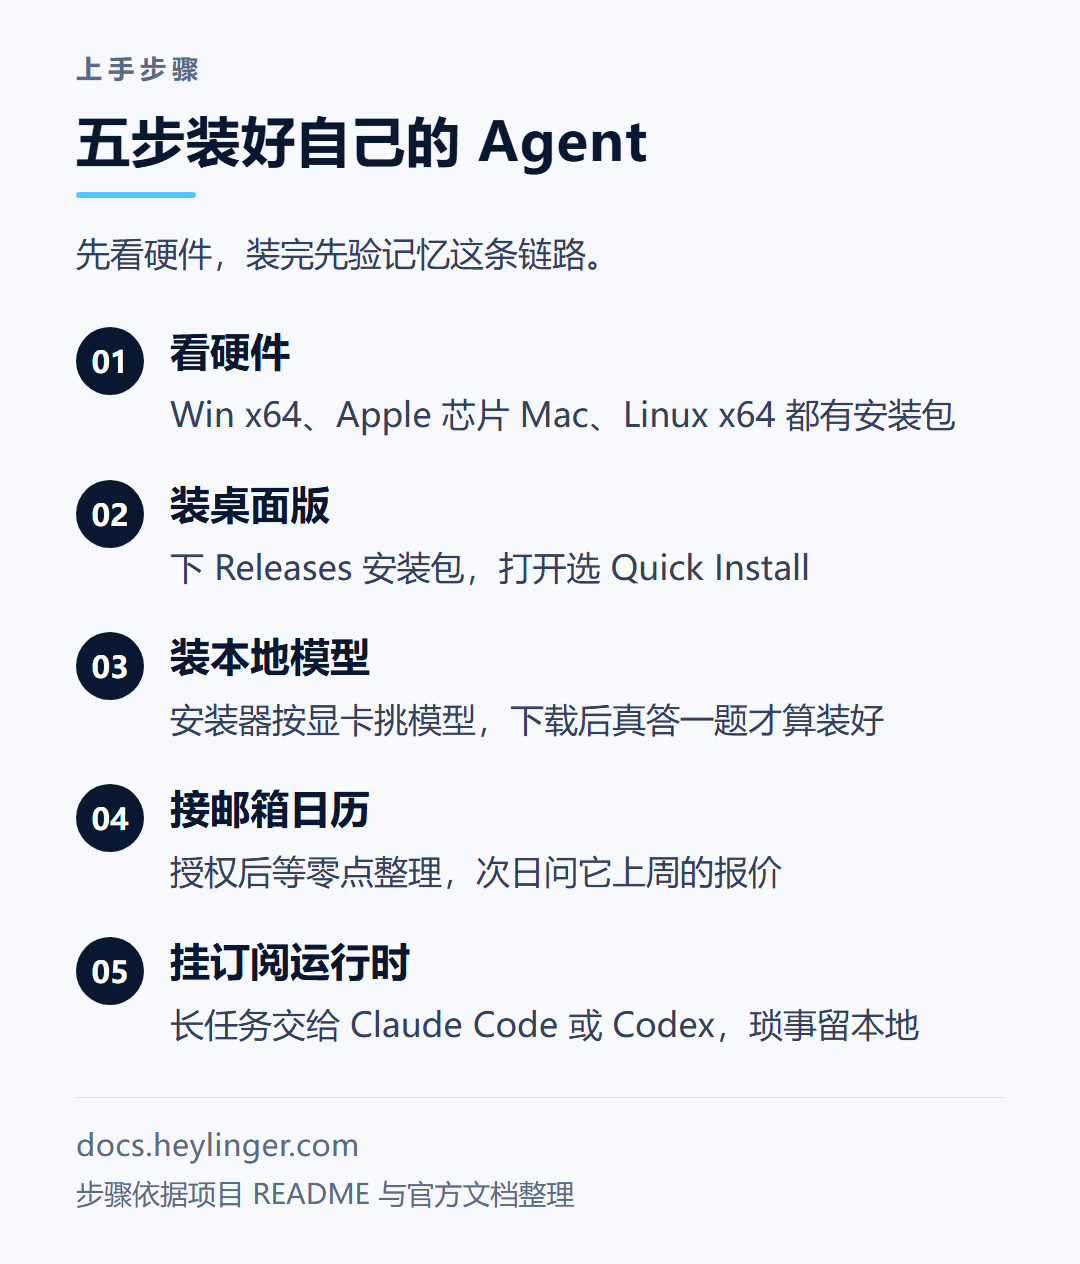 上手步骤
五步装好自己的 Agent
先看硬件，装完先验记忆这条链路。
01
看硬件
Win x64、Apple 芯片 Mac、Linux x64 都有安装包
02
装桌面版
下 Releases 安装包，打开选 Quick Install
03
装本地模型
安装器按显卡挑模型，下载后真答一题才算装好
04
接邮箱日历
授权后等零点整理，次日问它上周的报价
05
挂订阅运行时
长任务交给 Claude Code 或 Codex，琐事留本地
docs.heylinger.com
步骤依据项目 README 与官方文档整理